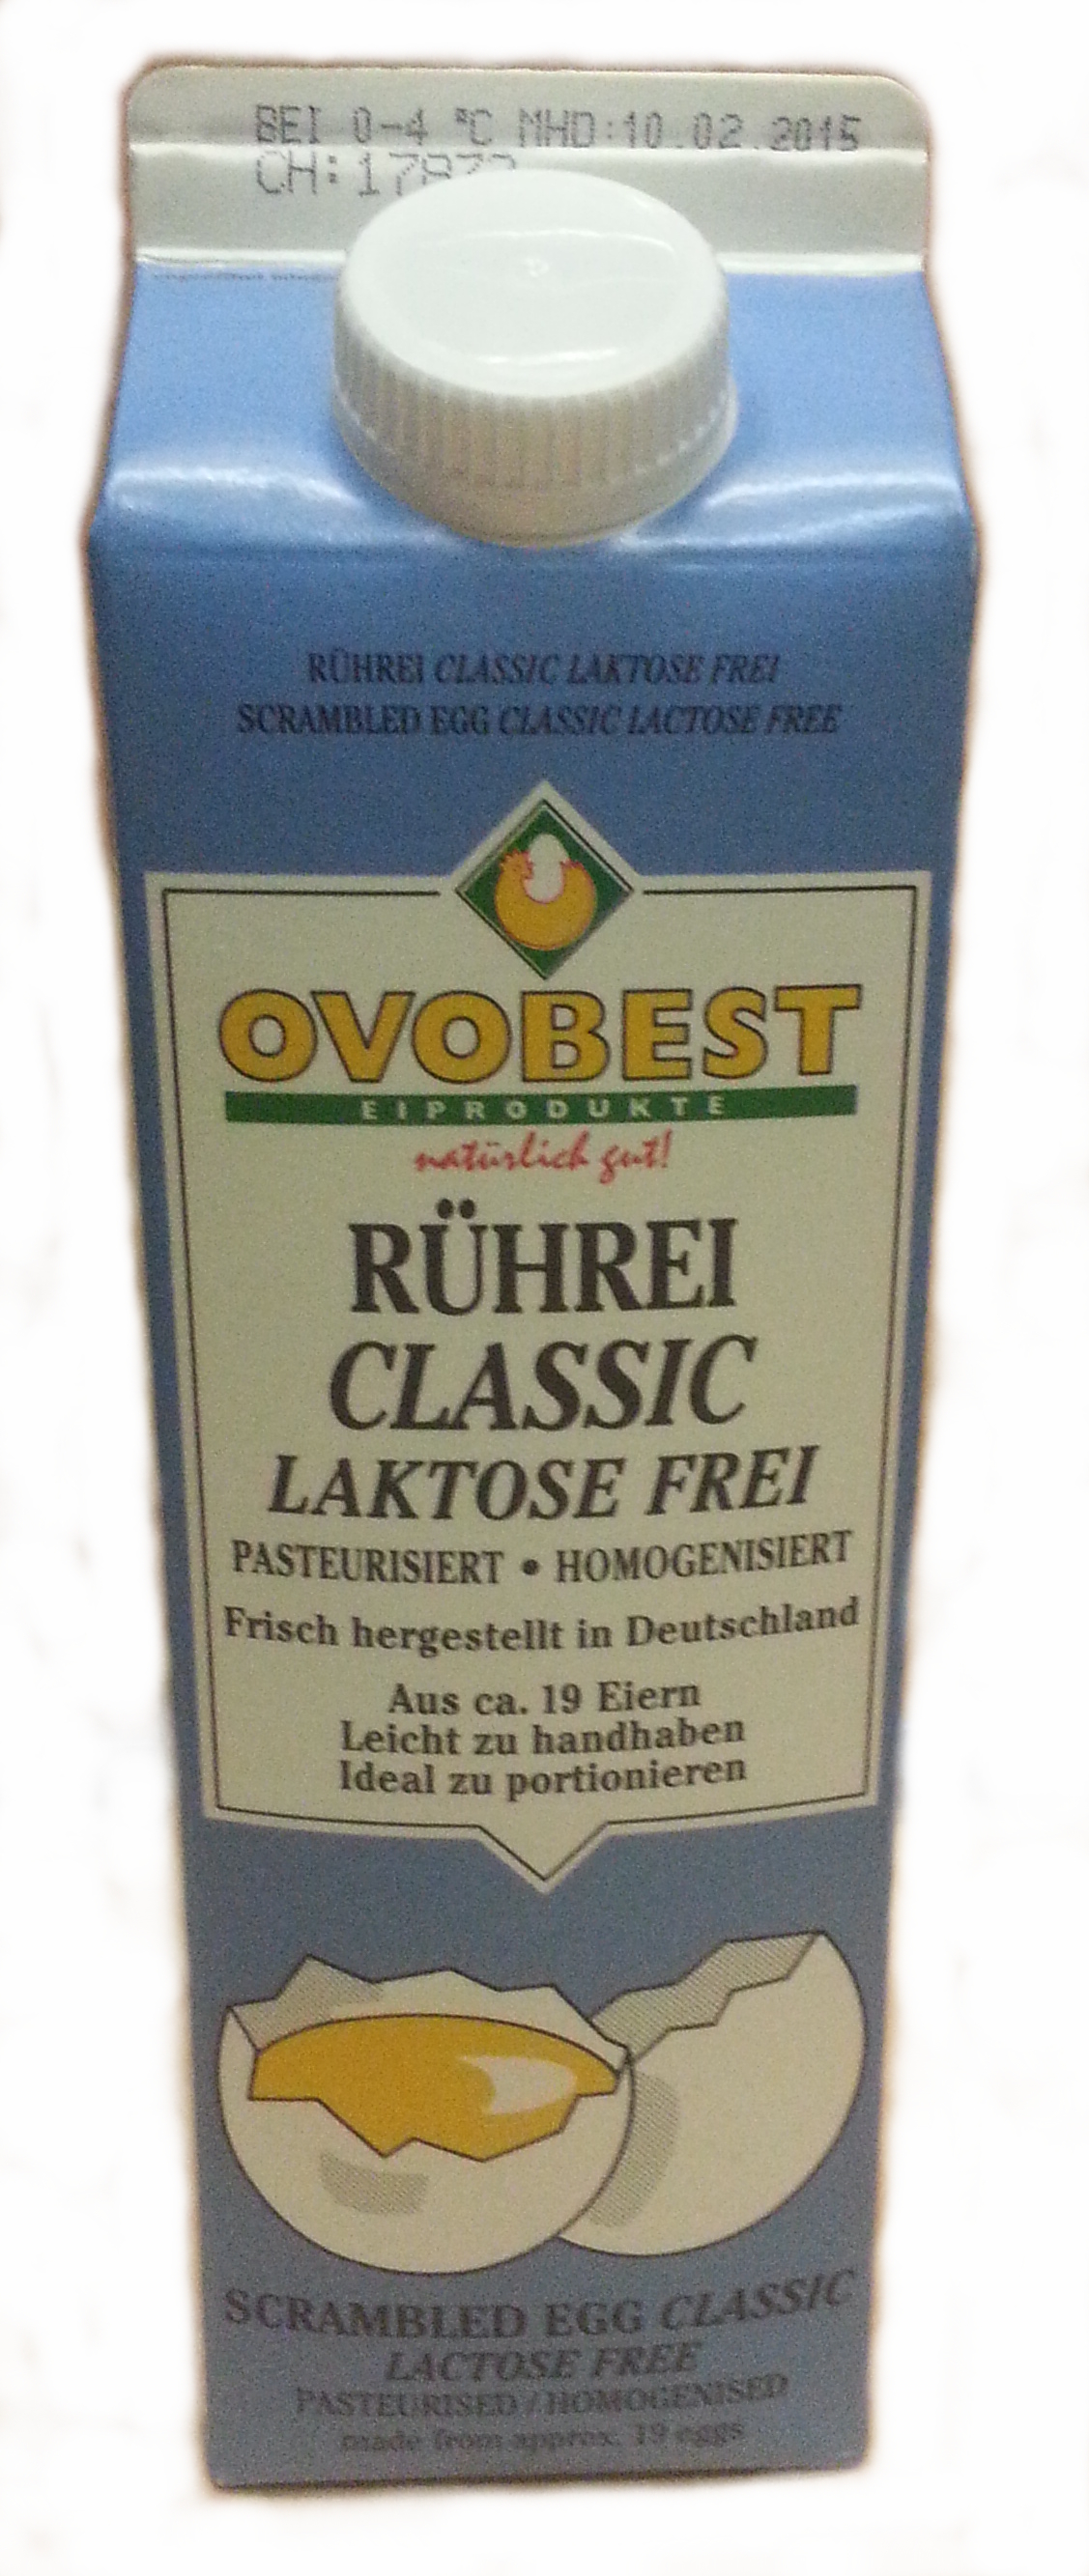 BEI 0-4 °C MHD:10.02.2015
CH:1787
RÜHREI CLASSIC LAKTOSE FREI
SCRAMBLED EGG CLASSIC LACTOSE FREE
OVOBEST
EIPRODUKTE
natürlich gut!
RÜHREI
CLASSIC
LAKTOSE FREI
PASTEURISIERT • HOMOGENISIERT
Frisch hergestellt in Deutschland
Aus ca. 19 Eiern
Leicht zu handhaben
Ideal zu portionieren
SCRAMBLED EGG CLASSIC
LACTOSE FREE
PASTEURISED / HOMOGENISED
made from approx. 19 eggs